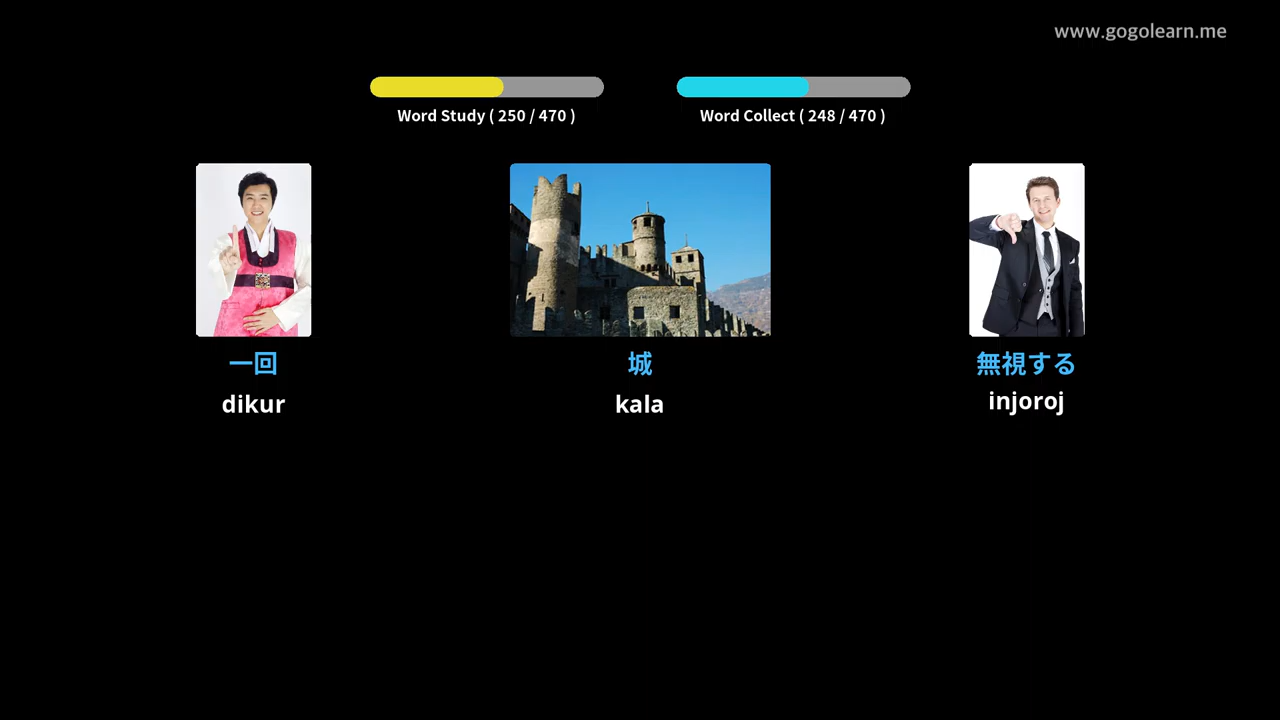 www.gogolearn.me
Word Study ( 250 / 470 )
Word Collect ( 248 / 470 )
一回
城
無視する
dikur
kala
injoroj